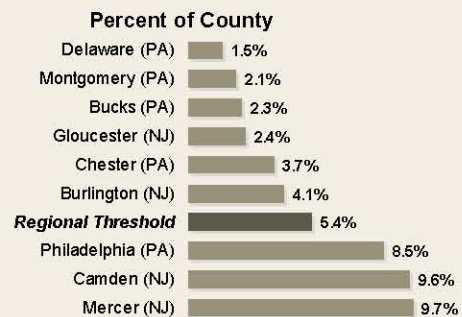 Percent of County
Delaware (PA) 1.5%
Montgomery (PA) 2.1%
Bucks (PA) 2.3%
Gloucester (NJ) 2.4%
Chester (PA) 3.7%
Burlington (NJ) 4.1%
Regional Threshold 5.4%
Philadelphia (PA) 8.5%
Camden (NJ) 9.6%
Mercer (NJ) 9.7%